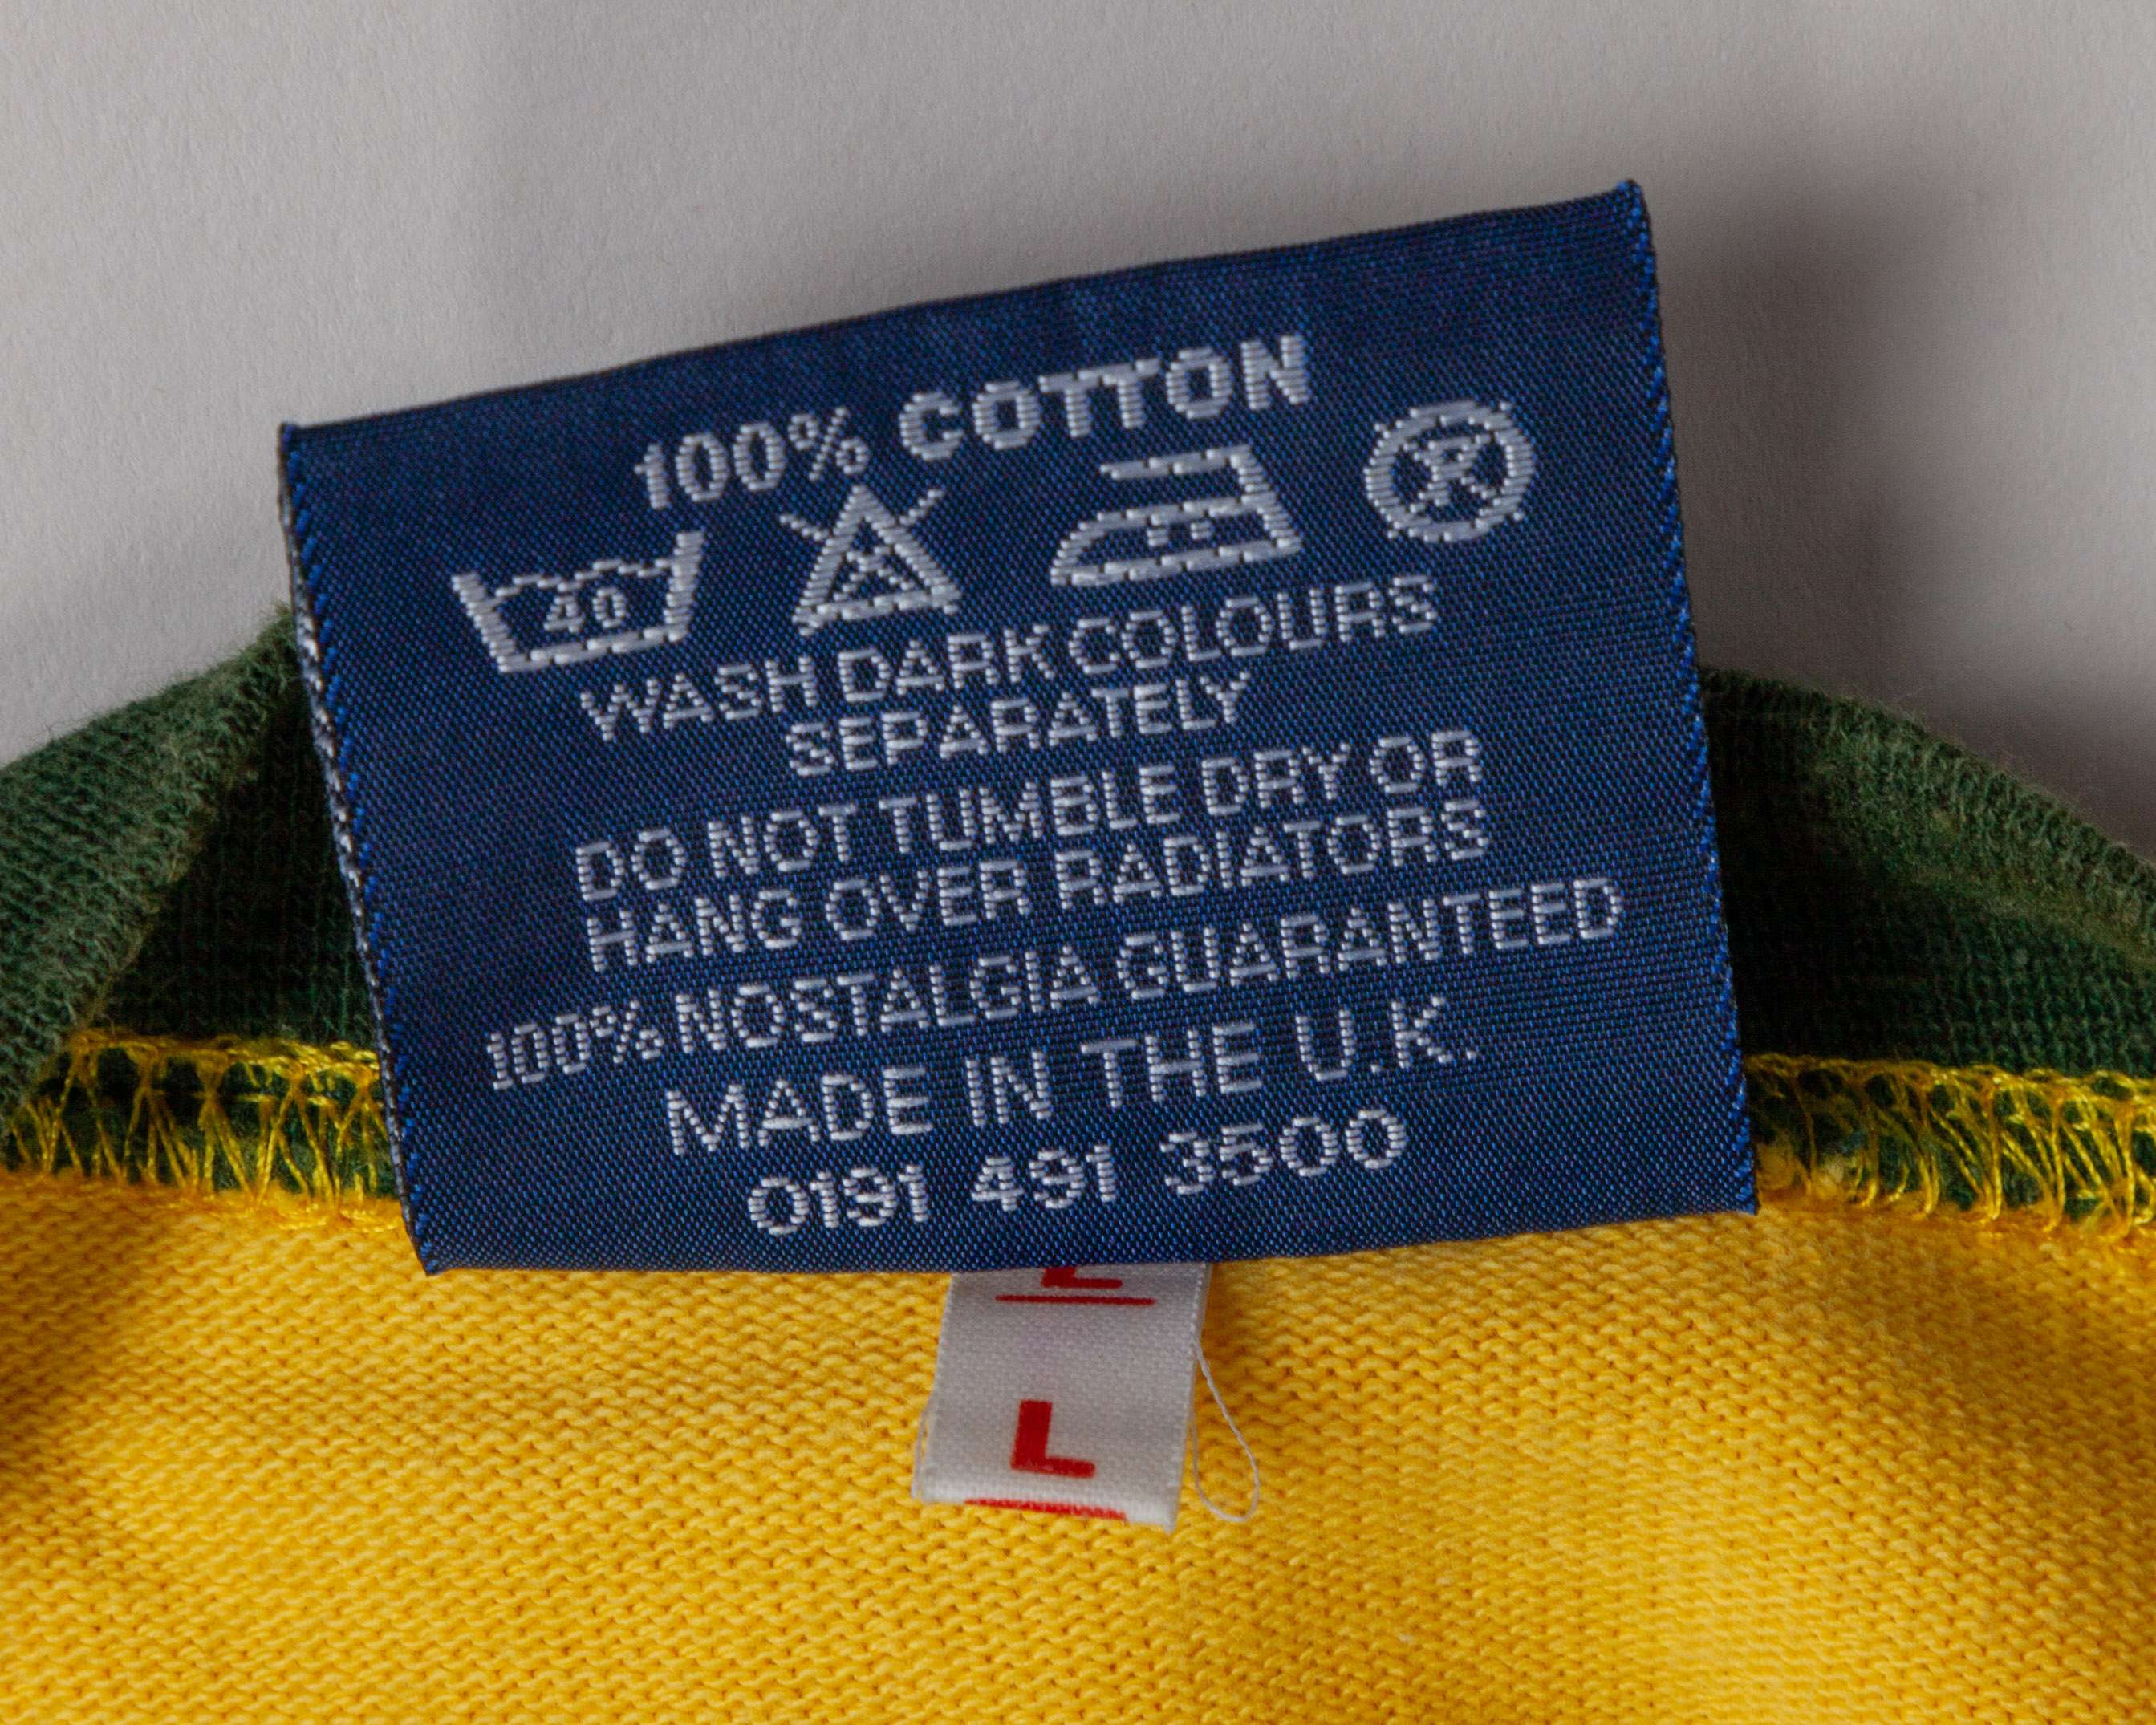 100% COTTON
40
WASH DARK COLOURS
SEPARATELY
DO NOT TUMBLE DRY OR
HANG OVER RADIATORS
100% NOSTALGIA GUARANTEED
MADE IN THE U.K.
0191 491 3500
L
L